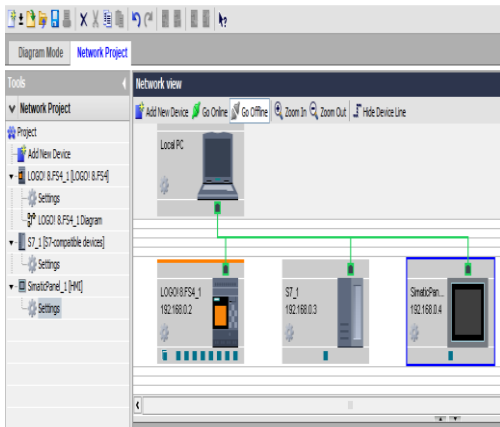 Diagram Mode Network Project
Tools
Network Project
Project
Add New Device
LOGO! 8.FS4_1 [LOGO! 8.FS4]
Settings
LOGO! 8.FS4_1 Diagram
S7_1 [S7-compatible devices]
Settings
SimaticPanel_1 [HMI]
Settings
Network view
Add New Device Go Online Go Offline Zoom In Zoom Out Hide Device Line
Local PC
LOGO! 8.FS4_1
192.168.0.2
S7_1
192.168.0.3
SimaticPan...
192.168.0.4